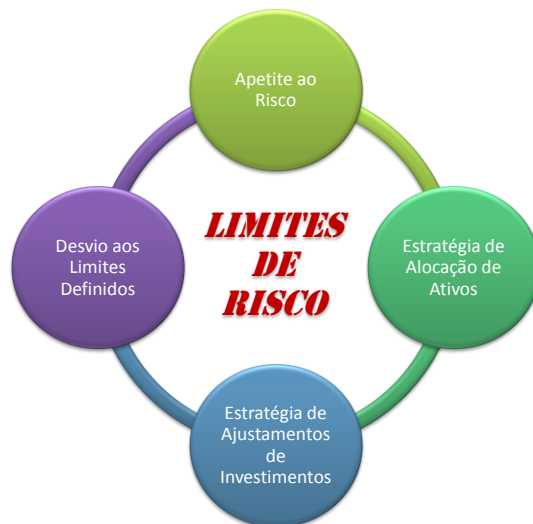 Apetite ao
Risco
Desvio aos
Limites
Definidos
LIMITES
DE
RISCO
Estratégia de
Alocação de
Ativos
Estratégia de
Ajustamentos
de
Investimentos